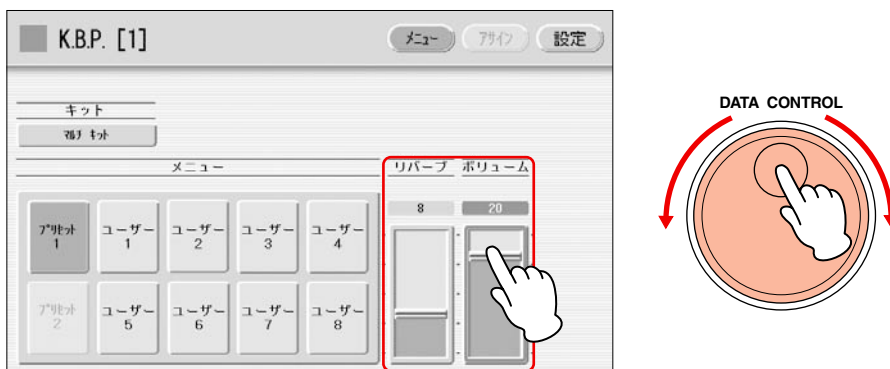 K.B.P. [1]
メニュー アサイン 設定
DATA CONTROL
キット
マルチ キット
メニュー
リバーブ ボリューム
8 20
プリセット 1
ユーザー 1
ユーザー 2
ユーザー 3
ユーザー 4
プリセット 2
ユーザー 5
ユーザー 6
ユーザー 7
ユーザー 8